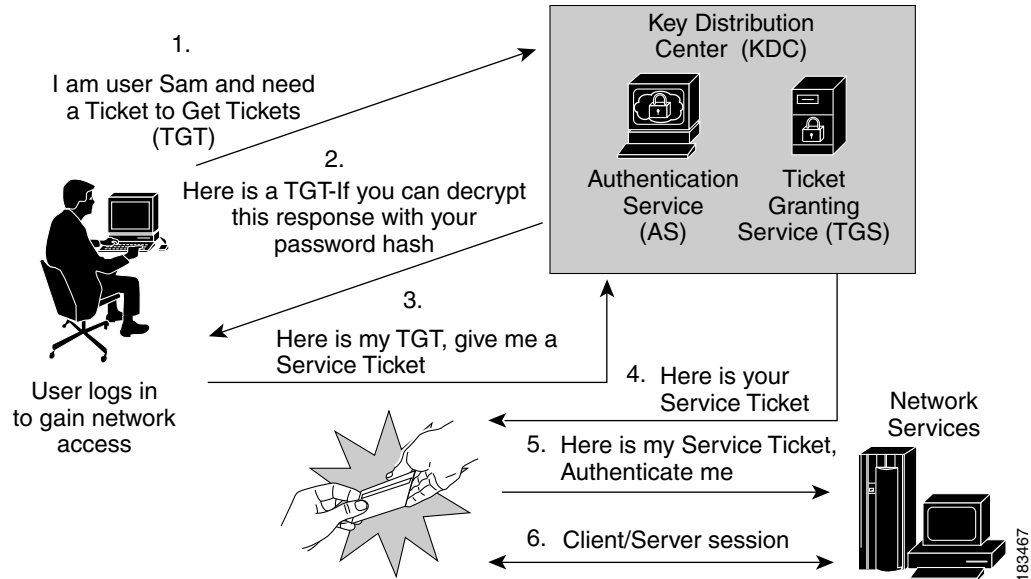 1.
I am user Sam and need
a Ticket to Get Tickets
(TGT)
Key Distribution
Center (KDC)
Authentication
Service
(AS)
Ticket
Granting
Service (TGS)
2.
Here is a TGT-If you can decrypt
this response with your
password hash
3.
Here is my TGT, give me a
Service Ticket
User logs in
to gain network
access
4. Here is your
Service Ticket
5. Here is my Service Ticket,
Authenticate me
Network
Services
6. Client/Server session
183467